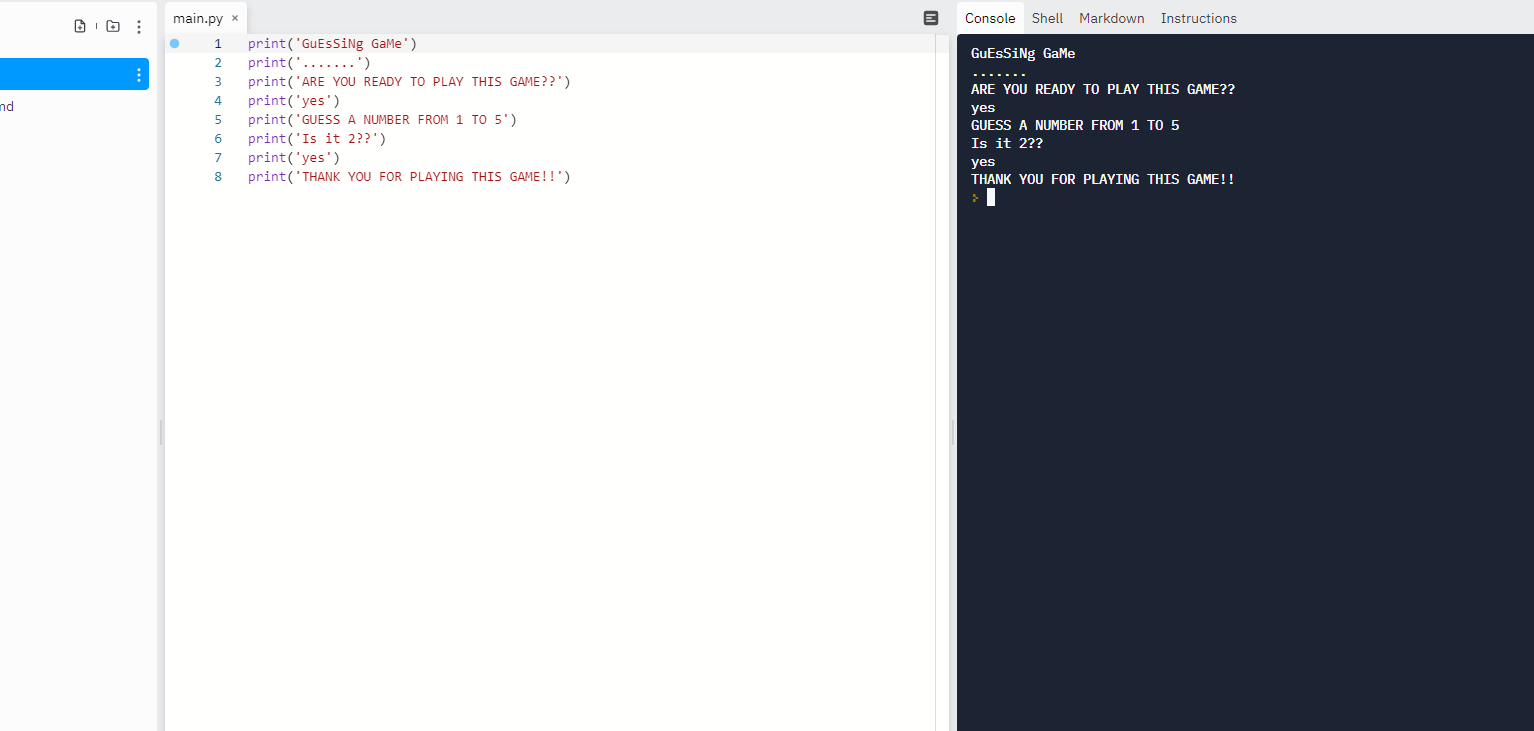 main.py ×
nd
1 print('GuEsSiNg GaMe')
2 print('.......')
3 print('ARE YOU READY TO PLAY THIS GAME??')
4 print('yes')
5 print('GUESS A NUMBER FROM 1 TO 5')
6 print('Is it 2??')
7 print('yes')
8 print('THANK YOU FOR PLAYING THIS GAME!!')
Console Shell Markdown Instructions
GuEsSiNg GaMe
.......
ARE YOU READY TO PLAY THIS GAME??
yes
GUESS A NUMBER FROM 1 TO 5
Is it 2??
yes
THANK YOU FOR PLAYING THIS GAME!!